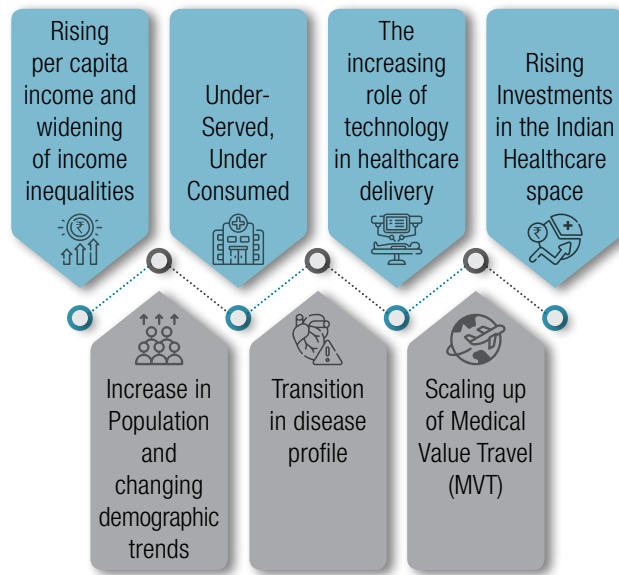 Rising
per capita
income and
widening
of income
inequalities
Increase in
Population
and
changing
demographic
trends
Under-
Served,
Under
Consumed
Transition
in disease
profile
The
increasing
role of
technology
in healthcare
delivery
Scaling up
of Medical
Value Travel
(MVT)
Rising
Investments
in the Indian
Healthcare
space